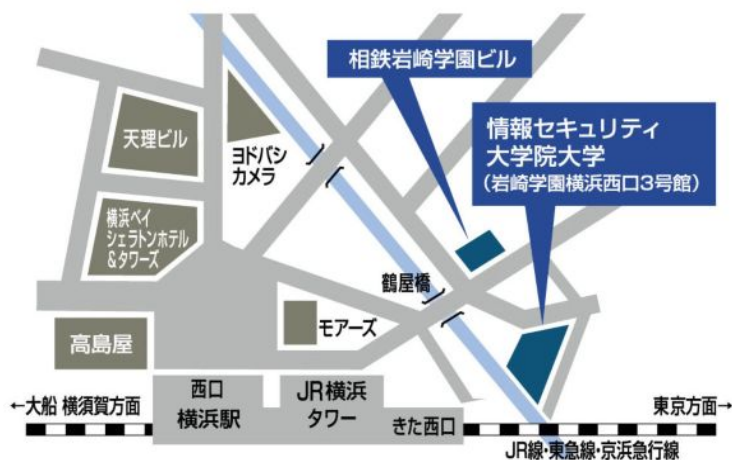 相鉄岩崎学園ビル
情報セキュリティ
大学院大学
(岩崎学園横浜西口3号館)
天理ビル
ヨドバシ
カメラ
横浜ベイ
シェラトンホテル
&タワーズ
鶴屋橋
モアーズ
高島屋
西口
横浜駅
JR横浜
タワー
きた西口
←大船 横須賀方面
東京方面→
JR線・東急線・京浜急行線